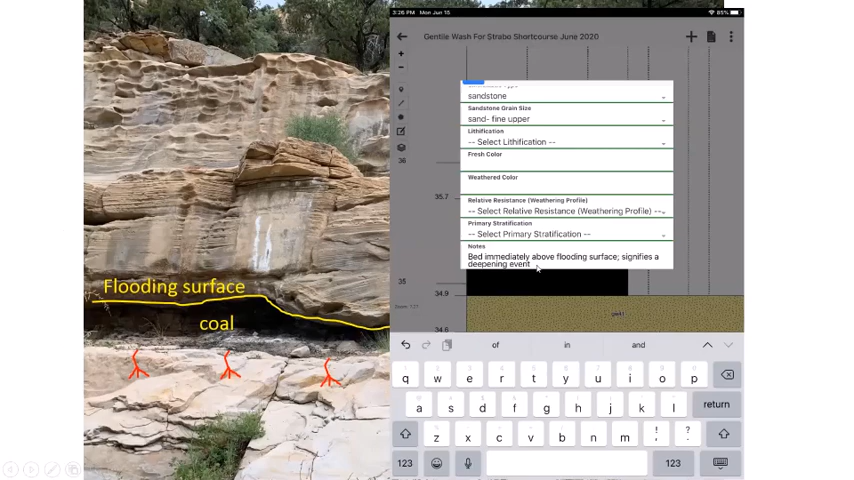 Flooding surface
coal
3:26 PM Mon Jun 15
85%
Gentile Wash For Strabo Shortcourse June 2020
36
35.7
35
34.9
34.6
sandstone
Sandstone Grain Size
sand- fine upper
Lithification
-- Select Lithification --
Fresh Color
Weathered Color
Relative Resistance (Weathering Profile)
-- Select Relative Resistance (Weathering Profile) --
Primary Stratification
-- Select Primary Stratification --
Notes
Bed immediately above flooding surface; signifies a
deepening event
of in and
q w e r t y u i o p
a s d f g h j k l return
z x c v b n m ! , ? .
123 123